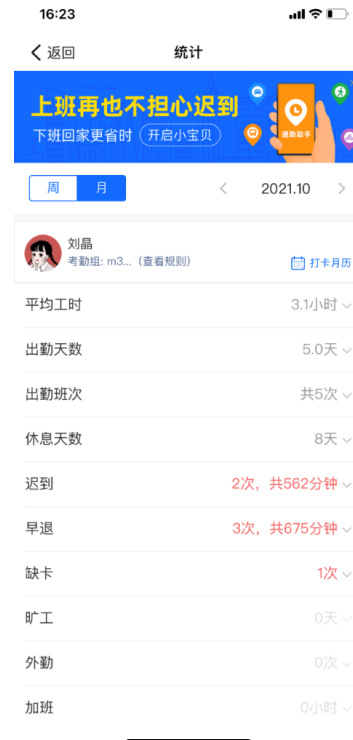 16:23
返回
统计
上班再也不担心迟到
下班回家更省时 开启小宝贝
通勤助手
周 月 2021.10
刘晶
考勤组: m3... (查看规则)
打卡月历
平均工时 3.1小时
出勤天数 5.0天
出勤班次 共5次
休息天数 8天
迟到 2次，共562分钟
早退 3次，共675分钟
缺卡 1次
旷工 0天
外勤 0次
加班 0小时